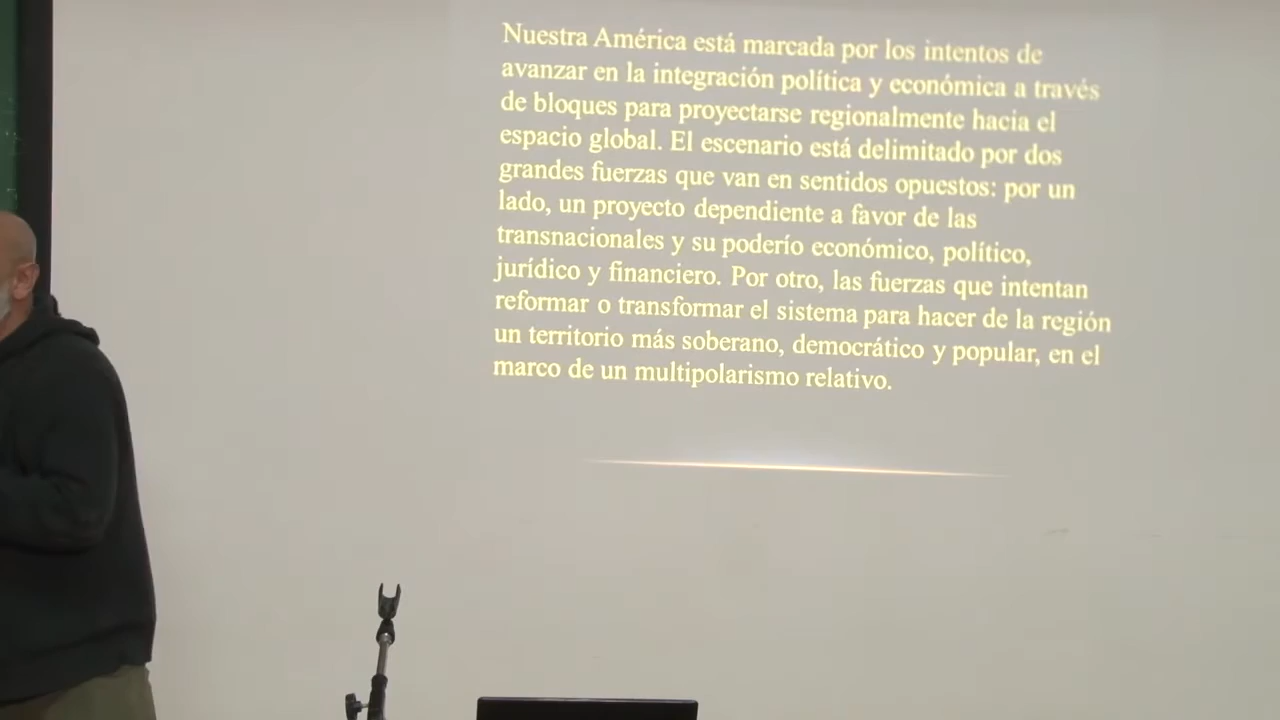 Nuestra América está marcada por los intentos de
avanzar en la integración política y económica a través
de bloques para proyectarse regionalmente hacia el
espacio global. El escenario está delimitado por dos
grandes fuerzas que van en sentidos opuestos: por un
lado, un proyecto dependiente a favor de las
transnacionales y su poderío económico, político,
jurídico y financiero. Por otro, las fuerzas que intentan
reformar o transformar el sistema para hacer de la región
un territorio más soberano, democrático y popular, en el
marco de un multipolarismo relativo.